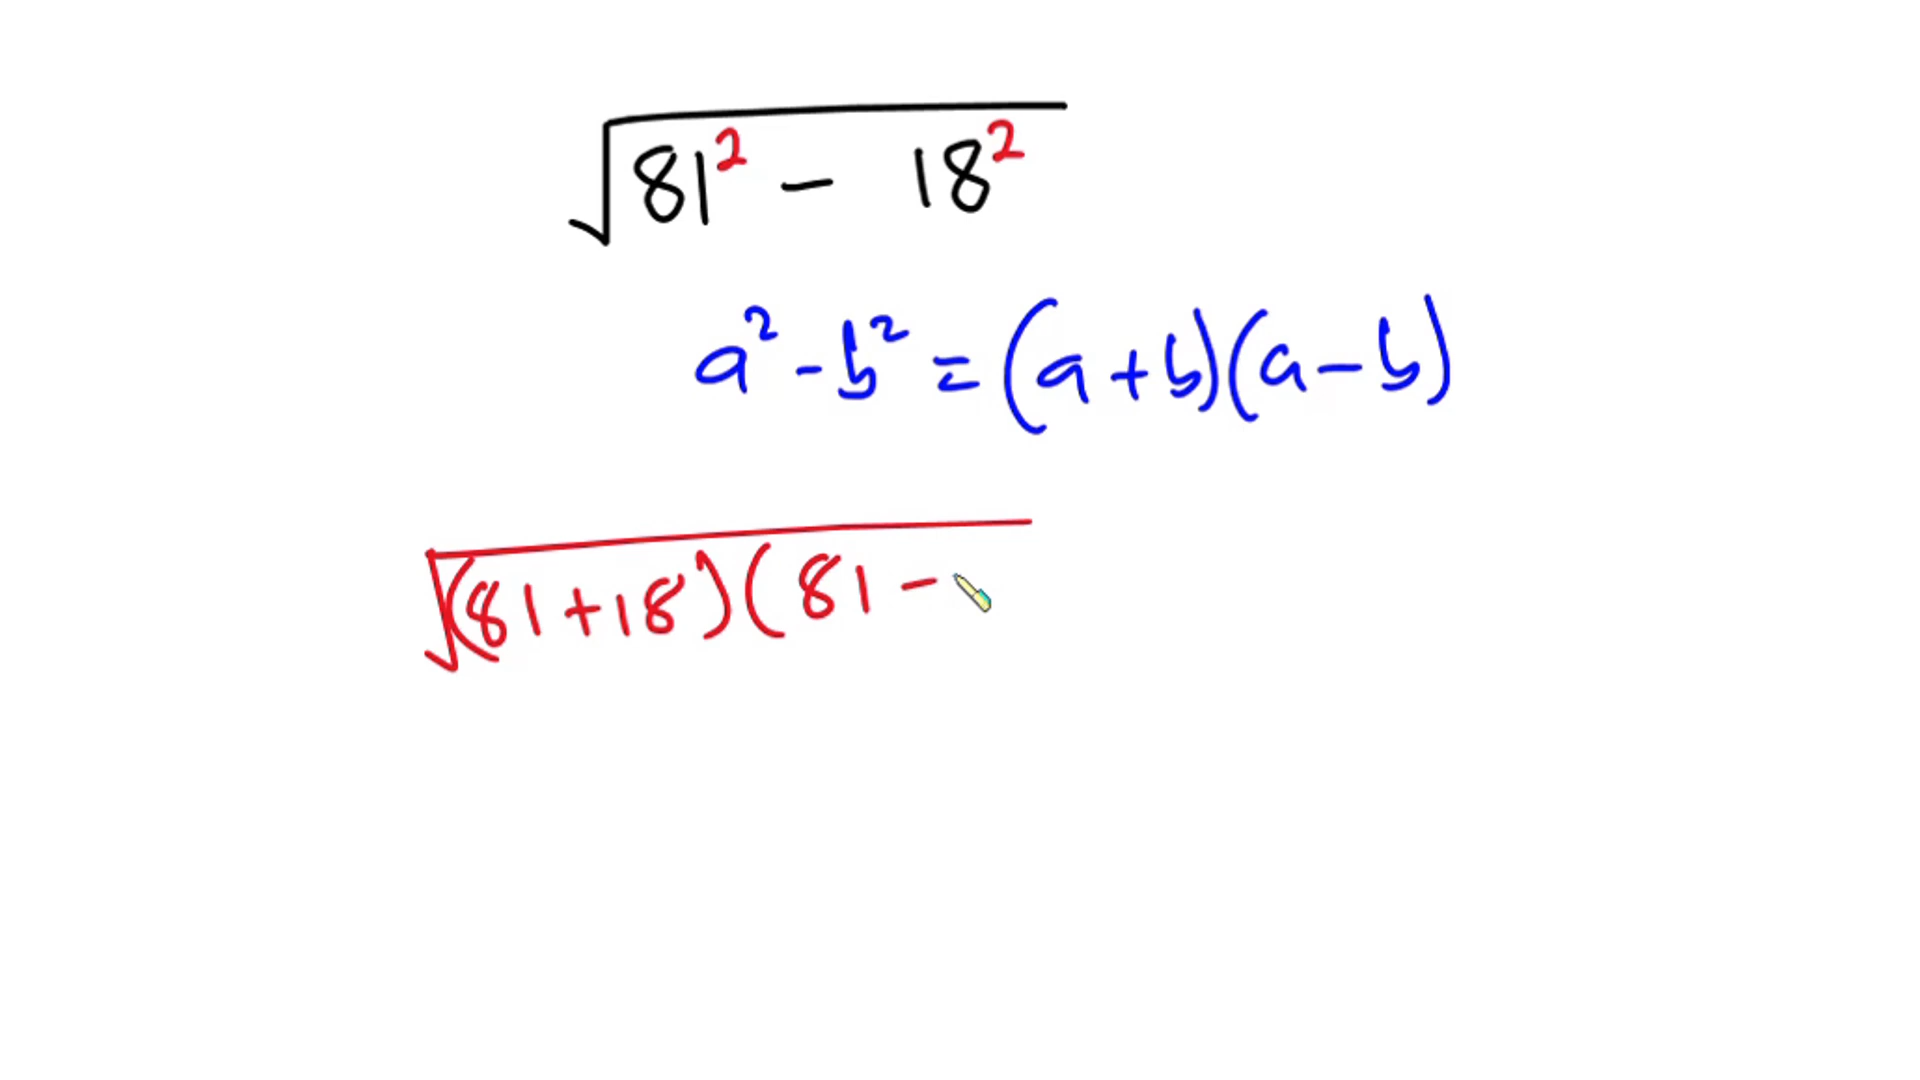 √81² - 18²
a² - b² = (a + b)(a - b)
√(81 + 18)(81 -